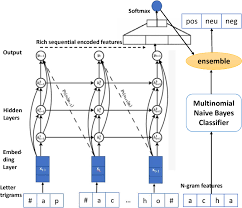 Softmax
pos neu neg
Rich sequential encoded features
Output
ensemble
Hidden
Layers
Multinomial
Naive Bayes
Classifier
Embed-
ding Layer
Letter
trigrams
# a p
# a c
h o #
N-gram features
a c h a